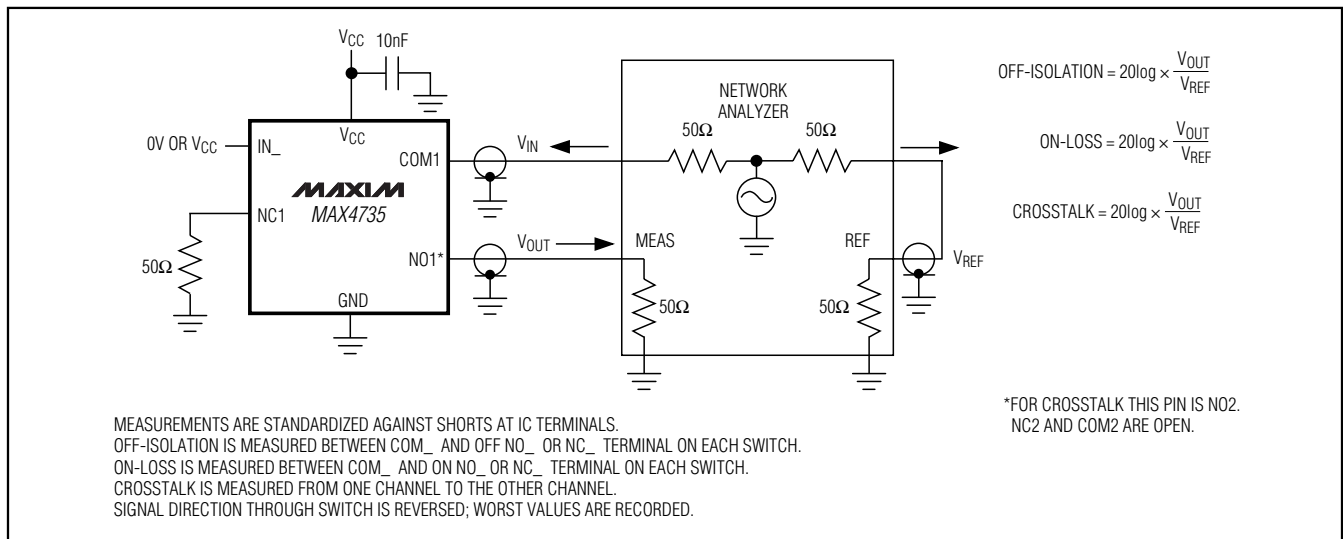 VCC 10nF
VCC
0V OR VCC
IN_
COM1
MAXIM
MAX4735
NC1
50Ω
NO1*
GND
VIN
VOUT
NETWORK
ANALYZER
50Ω
50Ω
MEAS
REF
50Ω
50Ω
VREF
OFF-ISOLATION = 20log × VOUT
VREF
ON-LOSS = 20log × VOUT
VREF
CROSSTALK = 20log × VOUT
VREF
*FOR CROSSTALK THIS PIN IS NO2.
NC2 AND COM2 ARE OPEN.
MEASUREMENTS ARE STANDARDIZED AGAINST SHORTS AT IC TERMINALS.
OFF-ISOLATION IS MEASURED BETWEEN COM_ AND OFF NO_ OR NC_ TERMINAL ON EACH SWITCH.
ON-LOSS IS MEASURED BETWEEN COM_ AND ON NO_ OR NC_ TERMINAL ON EACH SWITCH.
CROSSTALK IS MEASURED FROM ONE CHANNEL TO THE OTHER CHANNEL.
SIGNAL DIRECTION THROUGH SWITCH IS REVERSED; WORST VALUES ARE RECORDED.